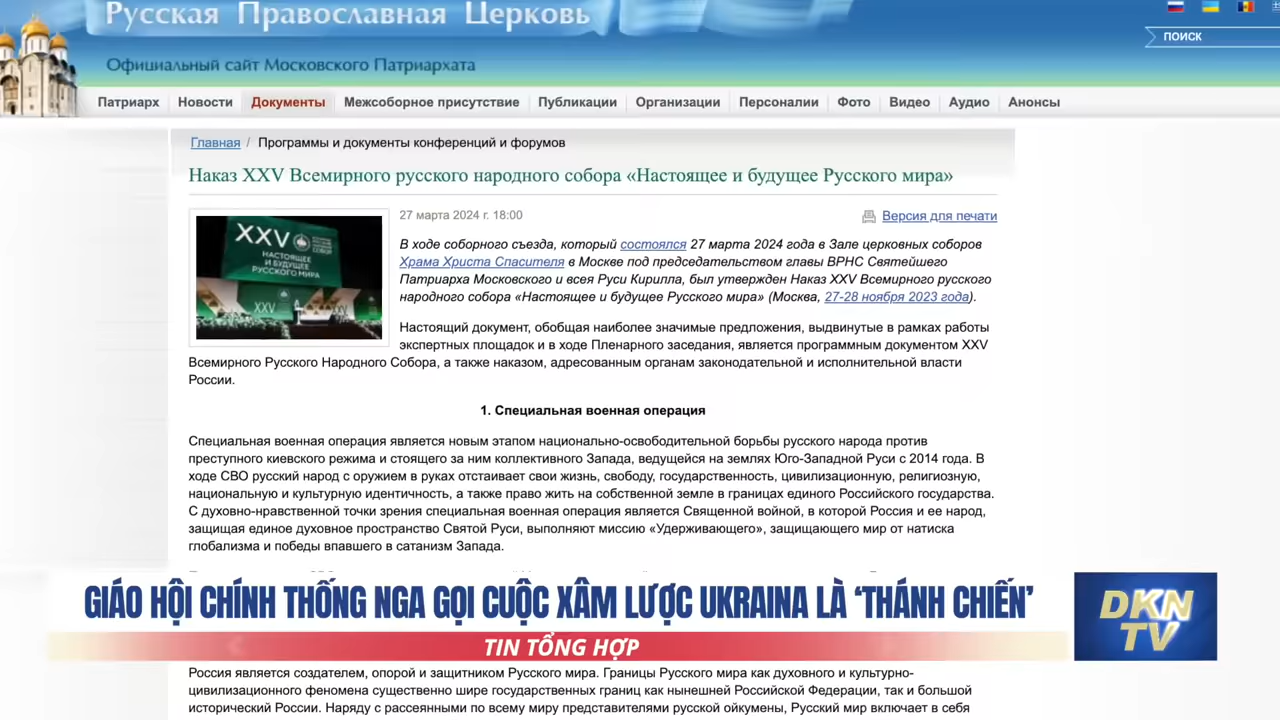 Русская Православная Церковь
Официальный сайт Московского Патриархата
ПОИСК
Патриарх Новости Документы Межсоборное присутствие Публикации Организации Персоналии Фото Видео Аудио Анонсы
Главная / Программы и документы конференций и форумов
Наказ XXV Всемирного русского народного собора «Настоящее и будущее Русского мира»
XXV
НАСТОЯЩЕЕ
И БУДУЩЕЕ
РУССКОГО МИРА
XXV
27 марта 2024 г. 18:00
Версия для печати
В ходе соборного съезда, который состоялся 27 марта 2024 года в Зале церковных соборов
Храма Христа Спасителя в Москве под председательством главы ВРНС Святейшего
Патриарха Московского и всея Руси Кирилла, был утвержден Наказ XXV Всемирного русского
народного собора «Настоящее и будущее Русского мира» (Москва, 27-28 ноября 2023 года).
Настоящий документ, обобщая наиболее значимые предложения, выдвинутые в рамках работы
экспертных площадок и в ходе Пленарного заседания, является программным документом XXV
Всемирного Русского Народного Собора, а также наказом, адресованным органам законодательной и исполнительной власти
России.
1. Специальная военная операция
Специальная военная операция является новым этапом национально-освободительной борьбы русского народа против
преступного киевского режима и стоящего за ним коллективного Запада, ведущейся на землях Юго-Западной Руси с 2014 года. В
ходе СВО русский народ с оружием в руках отстаивает свои жизнь, свободу, государственность, цивилизационную, религиозную,
национальную и культурную идентичность, а также право жить на собственной земле в границах единого Российского государства.
С духовно-нравственной точки зрения специальная военная операция является Священной войной, в которой Россия и ее народ,
защищая единое духовное пространство Святой Руси, выполняют миссию «Удерживающего», защищающего мир от натиска
глобализма и победы впавшего в сатанизм Запада.
GIÁO HỘI CHÍNH THỐNG NGA GỌI CUỘC XÂM LƯỢC UKRAINA LÀ ‘THÁNH CHIẾN’
DKN
TV
TIN TỔNG HỢP
Россия является создателем, опорой и защитником Русского мира. Границы Русского мира как духовного и культурно-
цивилизационного феномена существенно шире государственных границ как нынешней Российской Федерации, так и большой
исторической России. Наряду с рассеянными по всему миру представителями русской ойкумены, Русский мир включает в себя